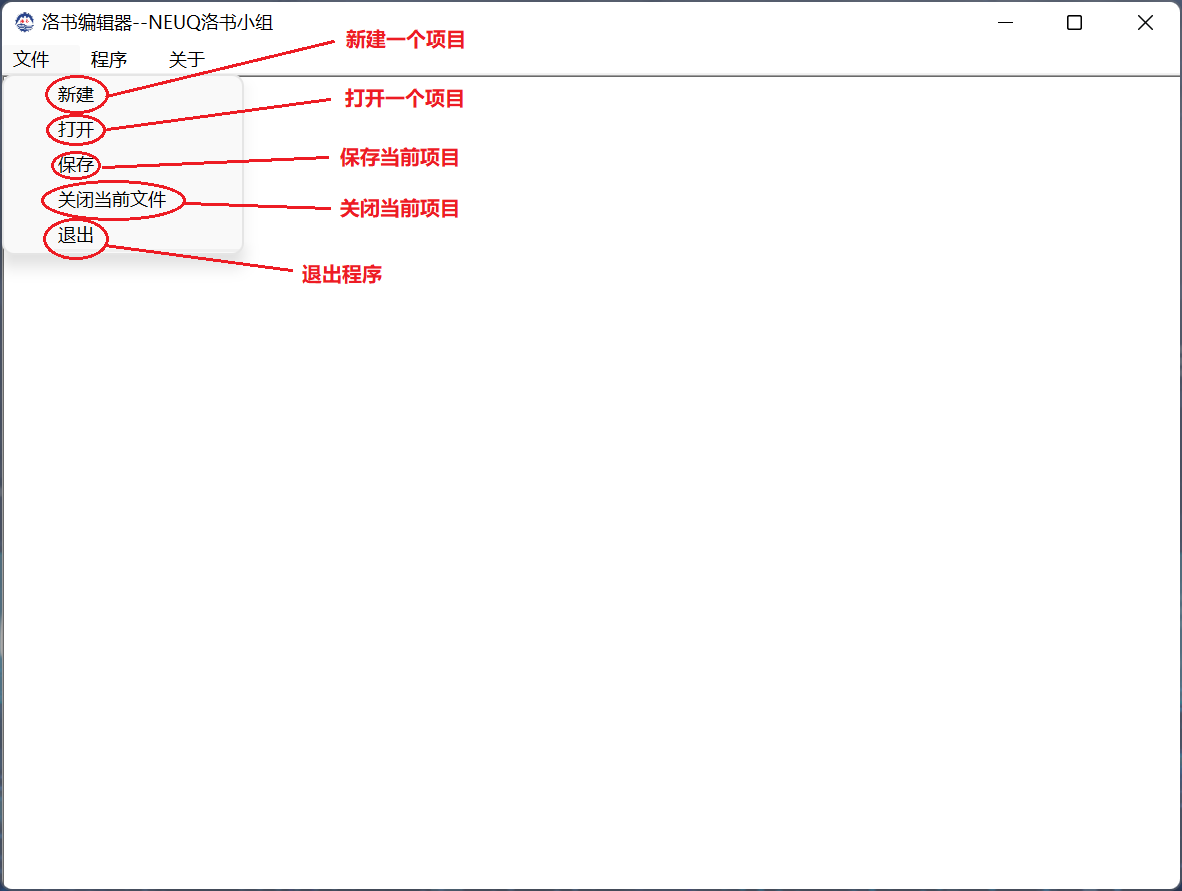 洛书编辑器--NEUQ洛书小组
文件 程序 关于
新建一个项目
新建
打开一个项目
打开
保存当前项目
保存
关闭当前文件
关闭当前项目
退出
退出程序